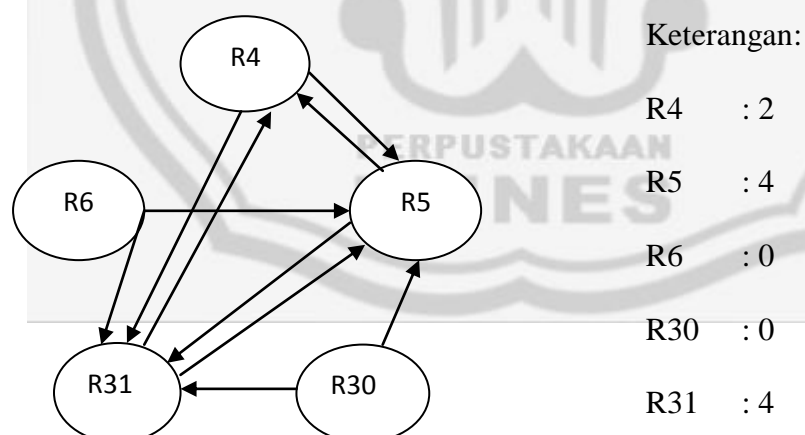 Keterangan:
R4
R4 : 2
PERPUSTAKAAN
UNNES
R5 : 4
R6
R5
R6 : 0
R30 : 0
R31
R30
R31 : 4